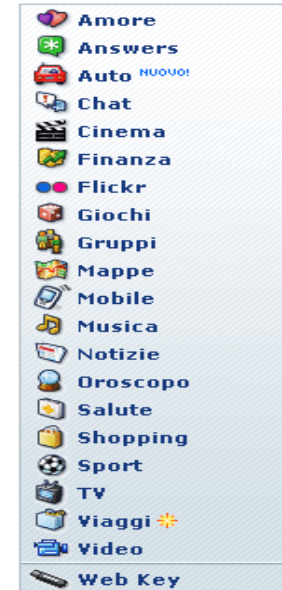 Amore
Answers
Auto NUOVO!
Chat
Cinema
Finanza
Flickr
Giochi
Gruppi
Mappe
Mobile
Musica
Notizie
Oroscopo
Salute
Shopping
Sport
TV
Viaggi
Video
Web Key